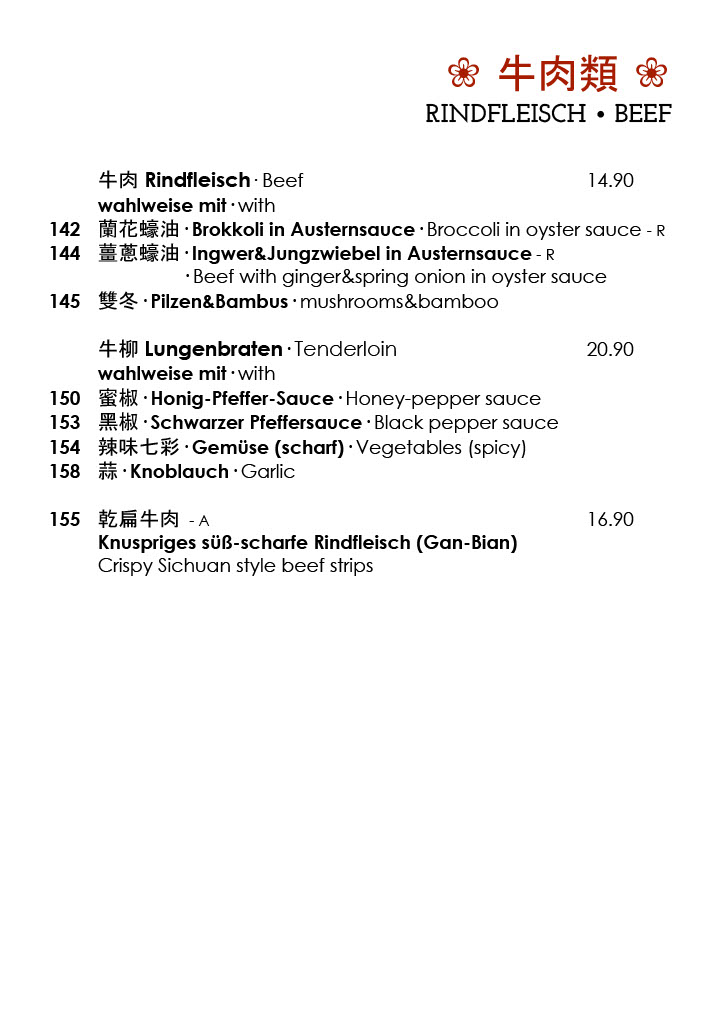 牛肉類
RINDFLEISCH • BEEF
牛肉 Rindfleisch · Beef 14.90
wahlweise mit · with
142 蘭花蠔油 · Brokkoli in Austernsauce · Broccoli in oyster sauce - R
144 薑蔥蠔油 · Ingwer&Jungzwiebel in Austernsauce - R
· Beef with ginger&spring onion in oyster sauce
145 雙冬 · Pilzen&Bambus · mushrooms&bamboo
牛柳 Lungenbraten · Tenderloin 20.90
wahlweise mit · with
150 蜜椒 · Honig-Pfeffer-Sauce · Honey-pepper sauce
153 黑椒 · Schwarzer Pfeffersauce · Black pepper sauce
154 辣味七彩 · Gemüse (scharf) · Vegetables (spicy)
158 蒜 · Knoblauch · Garlic
155 乾扁牛肉 - A 16.90
Knuspriges süß-scharfe Rindfleisch (Gan-Bian)
Crispy Sichuan style beef strips